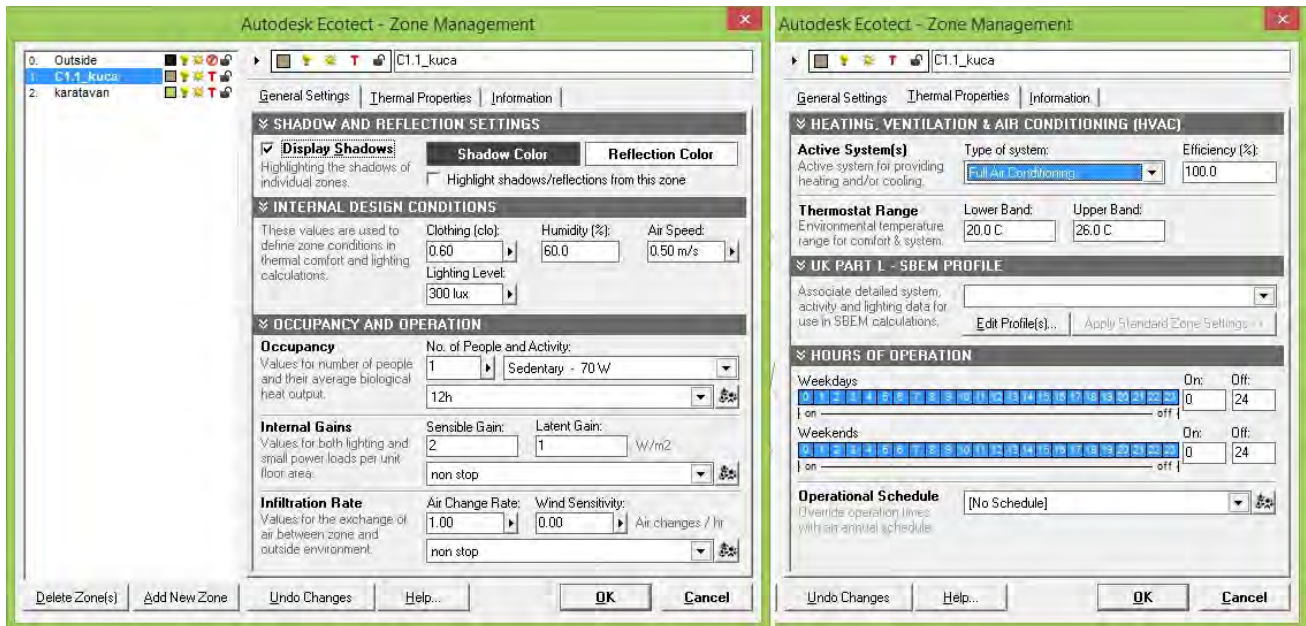 Autodesk Ecotect - Zone Management
0. Outside
1. C1.1_kuca
2. karatavan
T C1.1_kuca
General Settings Thermal Properties Information
SHADOW AND REFLECTION SETTINGS
Display Shadows
Highlighting the shadows of
individual zones.
Shadow Color Reflection Color
Highlight shadows/reflections from this zone
INTERNAL DESIGN CONDITIONS
These values are used to
define zone conditions in
thermal comfort and lighting
calculations.
Clothing (clo): Humidity (%): Air Speed:
0.60 60.0 0.50 m/s
Lighting Level:
300 lux
OCCUPANCY AND OPERATION
Occupancy
Values for number of people
and their average biological
heat output.
No. of People and Activity:
1 Sedentary - 70 W
12h
Internal Gains
Values for both lighting and
small power loads per unit
floor area.
Sensible Gain: Latent Gain:
2 1 W/m2
non stop
Infiltration Rate
Values for the exchange of
air between zone and
outside environment.
Air Change Rate: Wind Sensitivity:
1.00 0.00 Air changes / hr
non stop
Delete Zone(s) Add New Zone Undo Changes Help... OK Cancel
Autodesk Ecotect - Zone Management
T C1.1_kuca
General Settings Thermal Properties Information
HEATING, VENTILATION & AIR CONDITIONING (HVAC)
Active System(s)
Active system for providing
heating and/or cooling.
Type of system: Efficiency (%):
Full Air Conditioning 100.0
Thermostat Range
Environmental temperature
range for comfort & system.
Lower Band: Upper Band:
20.0 C 26.0 C
UK PART L - SBEM PROFILE
Associate detailed system,
activity and lighting data for
use in SBEM calculations.
Edit Profile(s)... Apply Standard Zone Settings >>
HOURS OF OPERATION
Weekdays On: Off:
0 1 2 3 4 5 6 7 8 9 10 11 12 13 14 15 16 17 18 19 20 21 22 23 0 24
on off
Weekends On: Off:
0 1 2 3 4 5 6 7 8 9 10 11 12 13 14 15 16 17 18 19 20 21 22 23 0 24
on off
Operational Schedule
Override operation times
with an annual schedule.
[No Schedule]
Undo Changes Help... OK Cancel